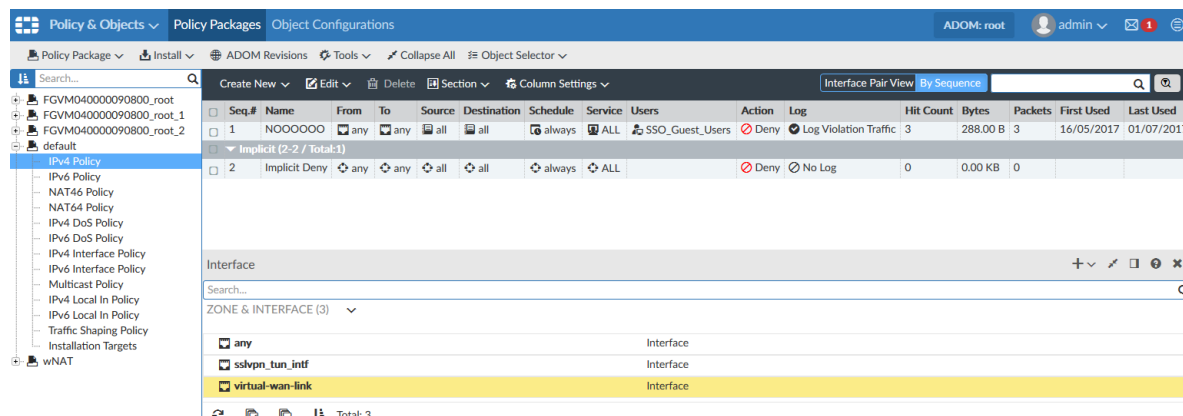 Policy & Objects Policy Packages Object Configurations ADOM: root admin 1
Policy Package Install ADOM Revisions Tools Collapse All Object Selector
Search... Create New Edit Delete Section Column Settings Interface Pair View By Sequence
FGVM040000090800_root
FGVM040000090800_root_1
FGVM040000090800_root_2
default
IPv4 Policy
IPv6 Policy
NAT46 Policy
NAT64 Policy
IPv4 DoS Policy
IPv6 DoS Policy
IPv4 Interface Policy
IPv6 Interface Policy
Multicast Policy
IPv4 Local In Policy
IPv6 Local In Policy
Traffic Shaping Policy
Installation Targets
wNAT
Seq.# Name From To Source Destination Schedule Service Users Action Log Hit Count Bytes Packets First Used Last Used
1 NOOOOOO any any all all always ALL SSO_Guest_Users Deny Log Violation Traffic 3 288.00 B 3 16/05/2017 01/07/2017
Implicit (2-2 / Total:1)
2 Implicit Deny any any all all always ALL Deny No Log 0 0.00 KB 0
Interface
Search...
ZONE & INTERFACE (3)
any Interface
sslvpn_tun_intf Interface
virtual-wan-link Interface
Total: 3